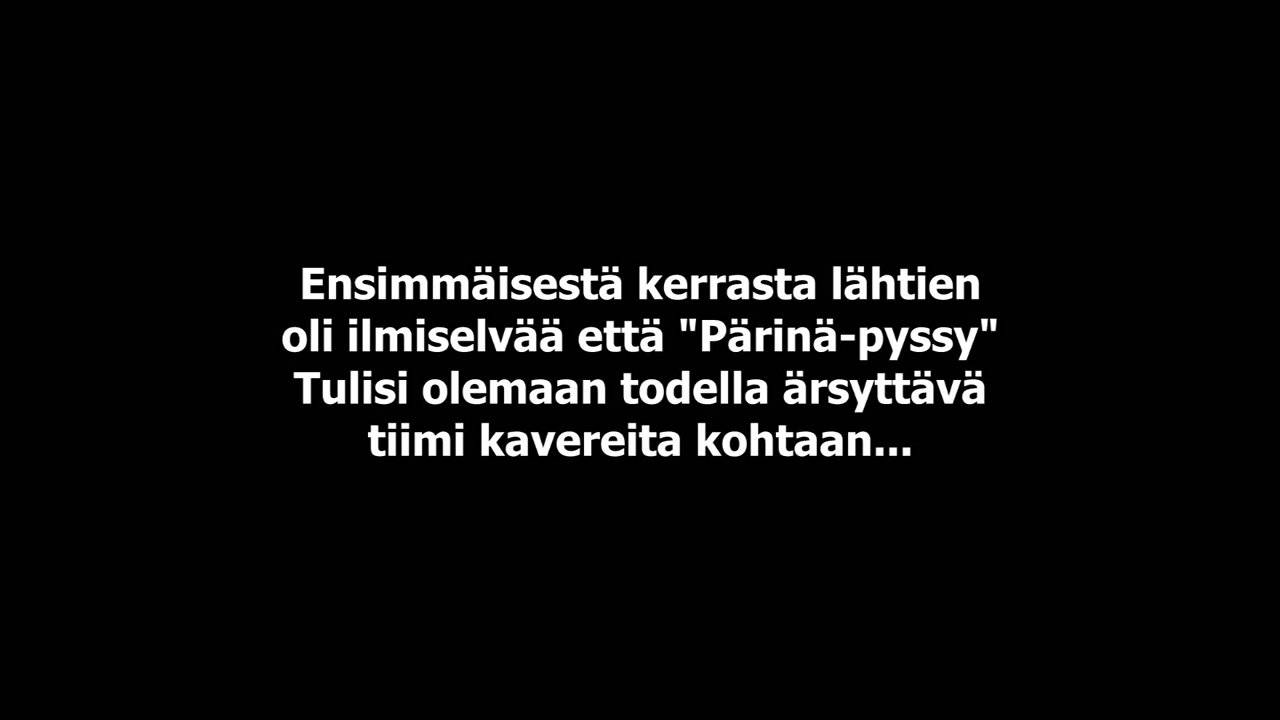 Ensimmäisestä kerrasta lähtien
oli ilmiselvää että "Pärinä-pyssy"
Tulisi olemaan todella ärsyttävä
tiimi kavereita kohtaan...